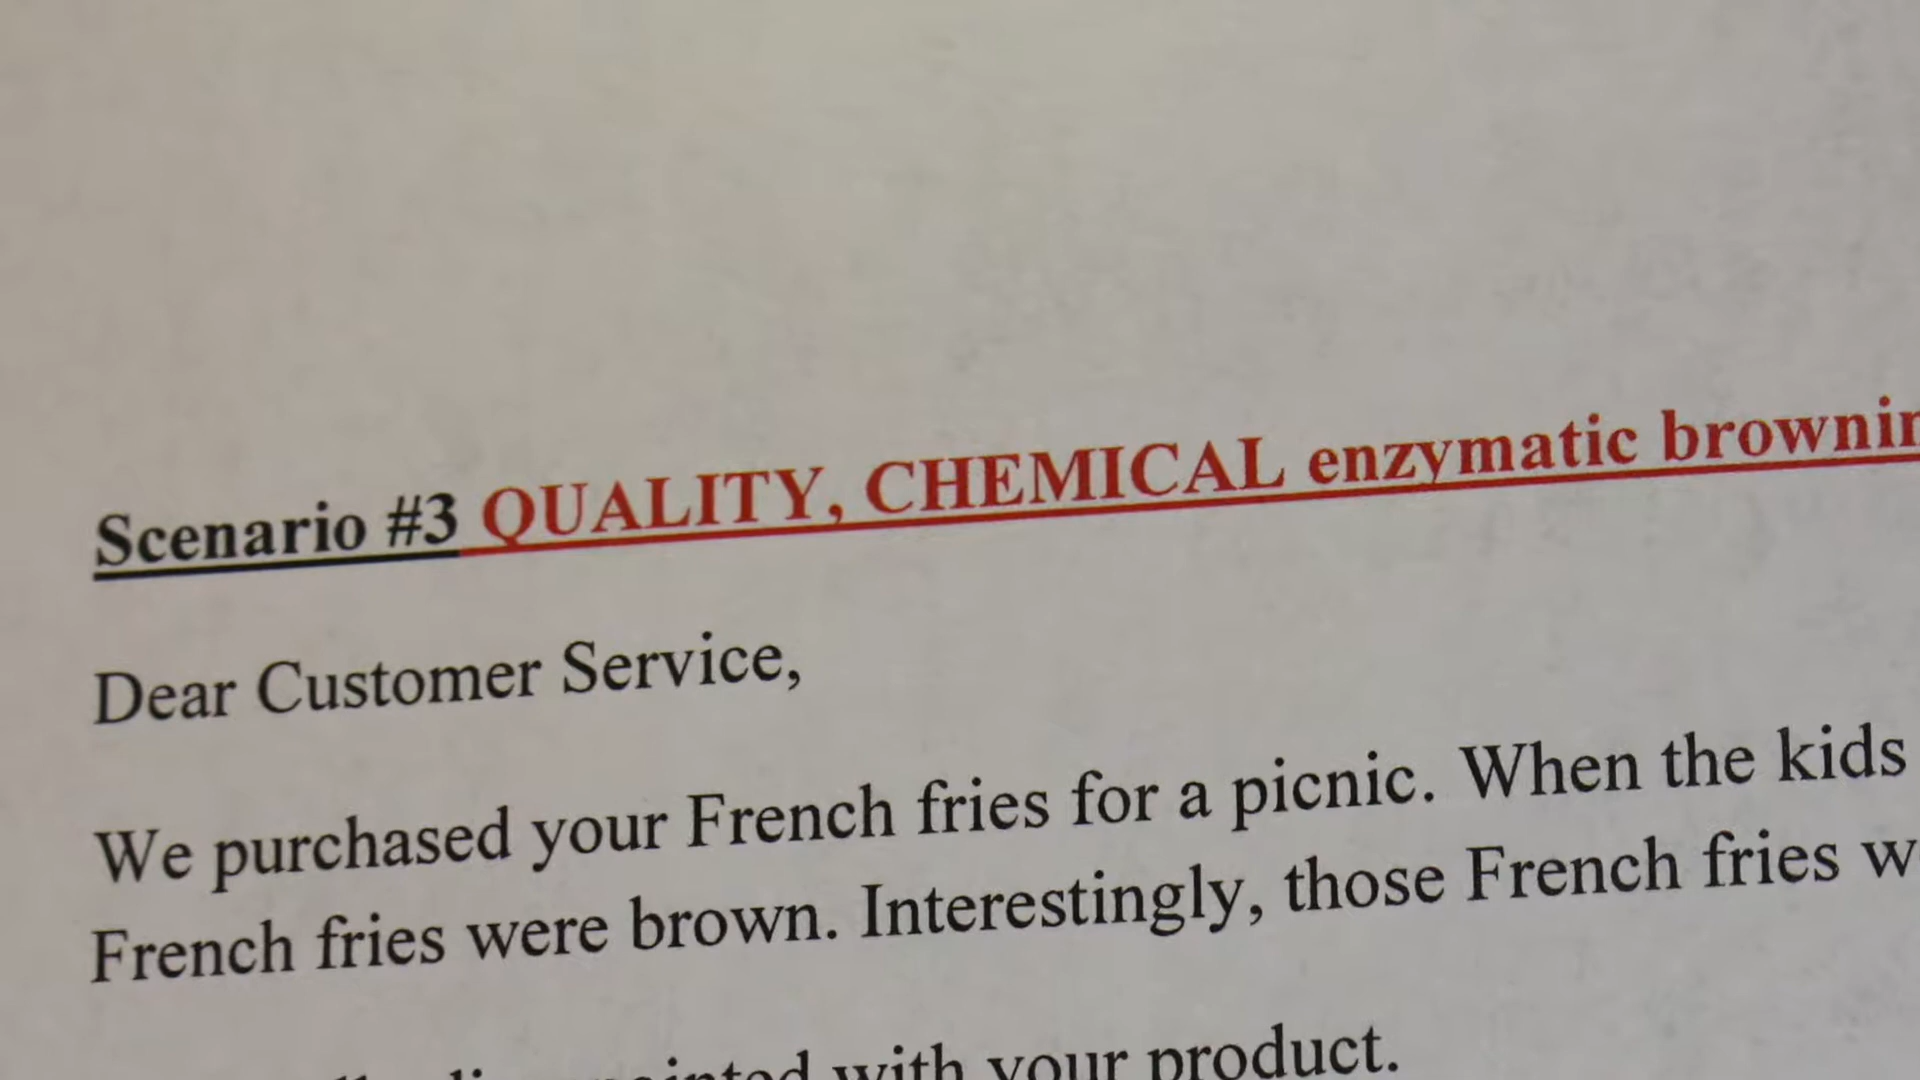 Scenario #3 QUALITY, CHEMICAL enzymatic
Dear Customer Service,
We purchased your French fries for a picnic. When the kids
French fries were brown. Interestingly, those French fries
with your product.